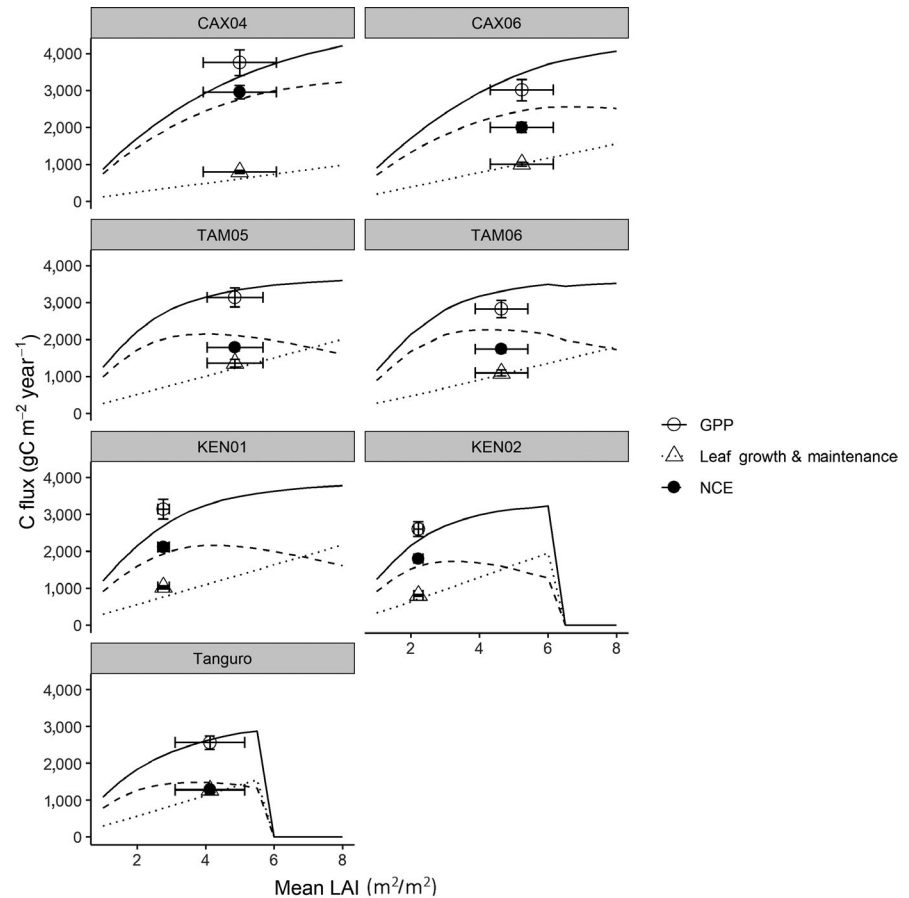 CAX04
CAX06
4,000
3,000
2,000
1,000
0
TAM05
TAM06
4,000
3,000
2,000
1,000
0
C flux (gC m−2 year−1)
KEN01
KEN02
4,000
3,000
2,000
1,000
0
2 4 6 8
Tanguro
4,000
3,000
2,000
1,000
0
2 4 6 8
Mean LAI (m2/m2)
GPP
Leaf growth & maintenance
NCE